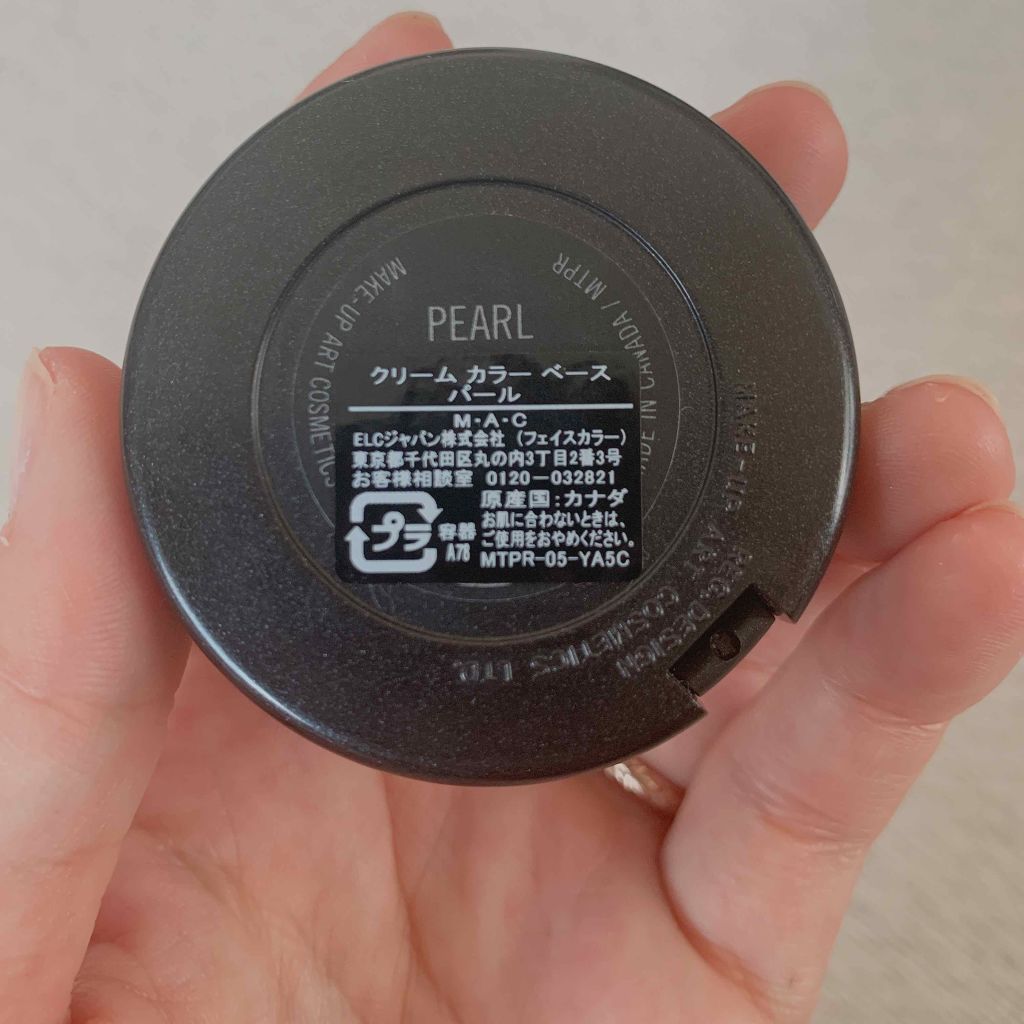 MAKE-UP ART COSMETICS
MADE IN CANADA / MTPR
PEARL
クリーム カラー ベース
パール
M・A・C
ELCジャパン株式会社 (フェイスカラー)
東京都千代田区丸の内3丁目2番3号
お客様相談室 0120-032821
原産国:カナダ
プラ
容器
A78
お肌に合わないときは、
ご使用をおやめください。
MTPR-05-YA5C
MAKE-UP ART
COSMETICS LTD.
REG. DESIGN